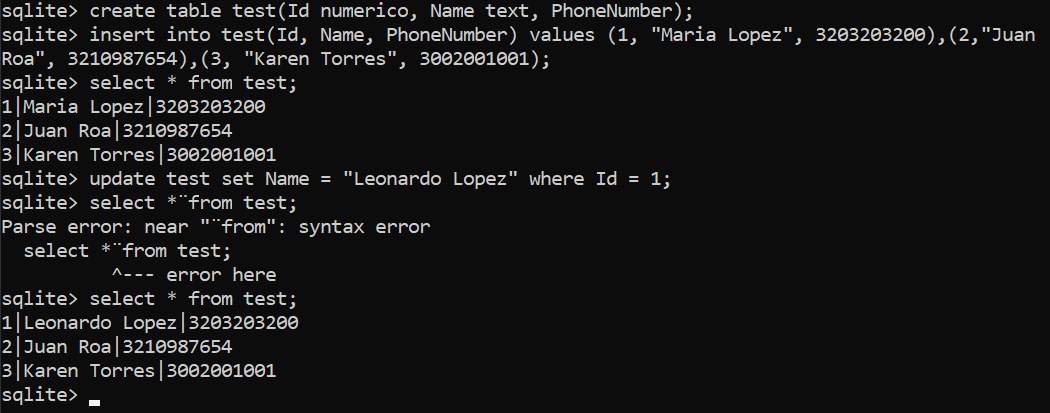 sqlite> create table test(Id numerico, Name text, PhoneNumber);
sqlite> insert into test(Id, Name, PhoneNumber) values (1, "Maria Lopez", 3203203200),(2,"Juan
Roa", 3210987654),(3, "Karen Torres", 3002001001);
sqlite> select * from test;
1|Maria Lopez|3203203200
2|Juan Roa|3210987654
3|Karen Torres|3002001001
sqlite> update test set Name = "Leonardo Lopez" where Id = 1;
sqlite> select *¨from test;
Parse error: near "¨from": syntax error
  select *¨from test;
          ^--- error here
sqlite> select * from test;
1|Leonardo Lopez|3203203200
2|Juan Roa|3210987654
3|Karen Torres|3002001001
sqlite>